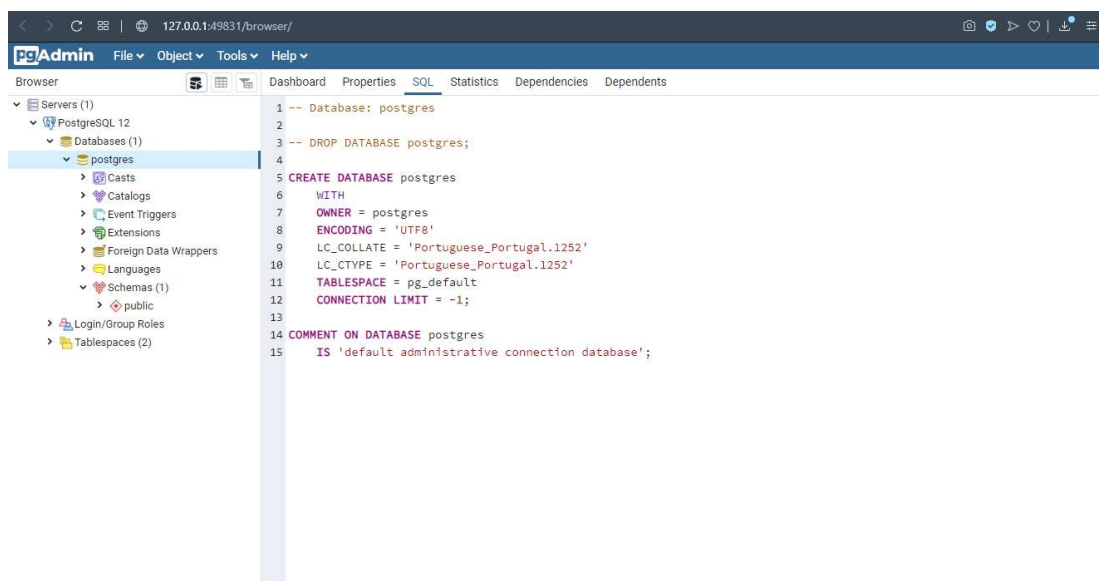 127.0.0.1:49831/browser/
pgAdmin File Object Tools Help
Browser
Dashboard Properties SQL Statistics Dependencies Dependents
Servers (1)
PostgreSQL 12
Databases (1)
postgres
Casts
Catalogs
Event Triggers
Extensions
Foreign Data Wrappers
Languages
Schemas (1)
public
Login/Group Roles
Tablespaces (2)
1 -- Database: postgres
2
3 -- DROP DATABASE postgres;
4
5 CREATE DATABASE postgres
6     WITH
7     OWNER = postgres
8     ENCODING = 'UTF8'
9     LC_COLLATE = 'Portuguese_Portugal.1252'
10     LC_CTYPE = 'Portuguese_Portugal.1252'
11     TABLESPACE = pg_default
12     CONNECTION LIMIT = -1;
13
14 COMMENT ON DATABASE postgres
15     IS 'default administrative connection database';